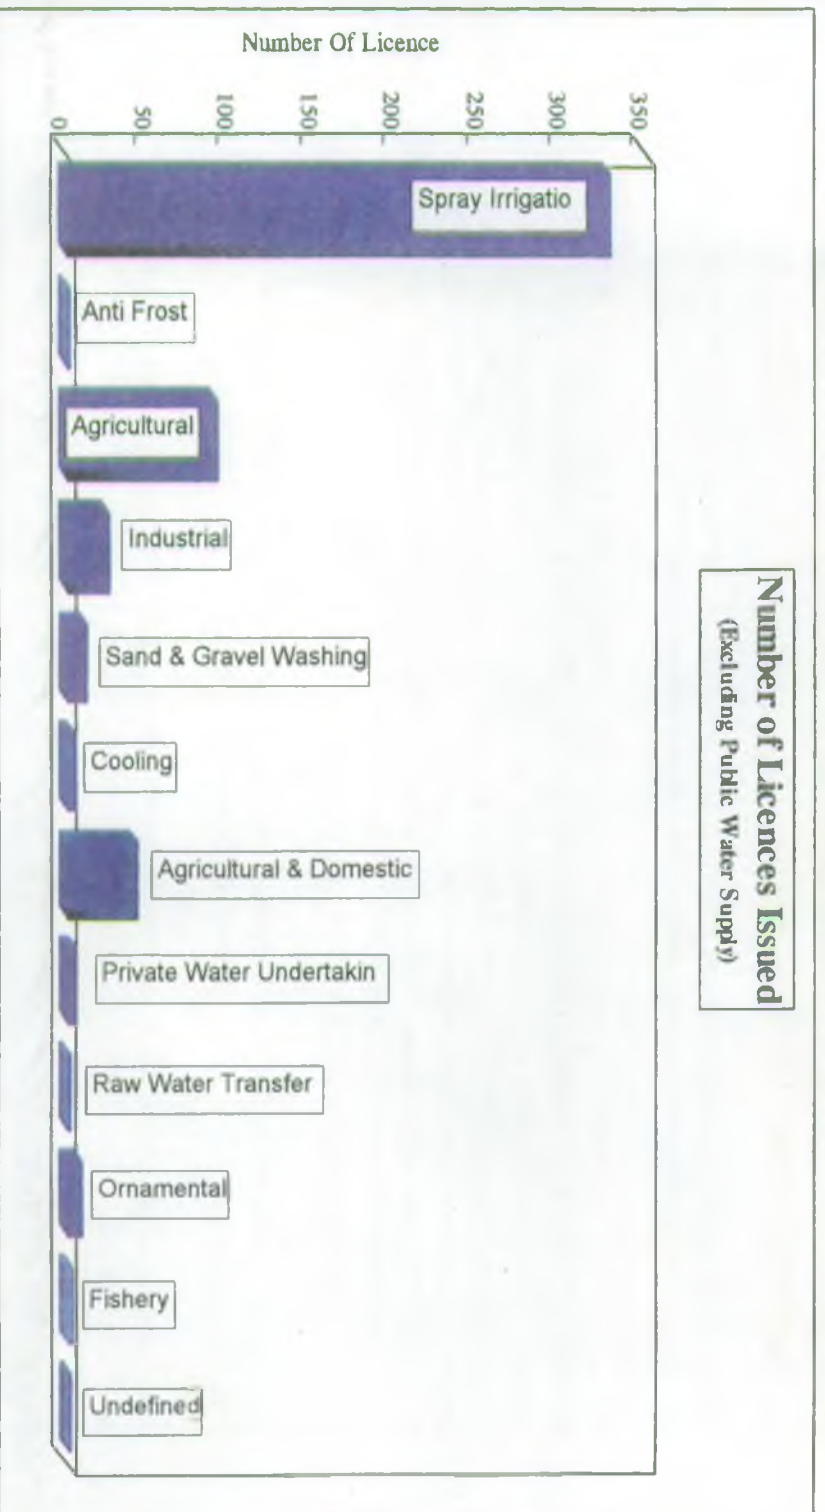 Number of Licences Issued
(Excluding Public Water Supply)
Number Of Licence
350
300
250
200
150
100
50
0
Spray Irrigatio
Anti Frost
Agricultural
Industrial
Sand & Gravel Washing
Cooling
Agricultural & Domestic
Private Water Undertakin
Raw Water Transfer
Ornamental
Fishery
Undefined